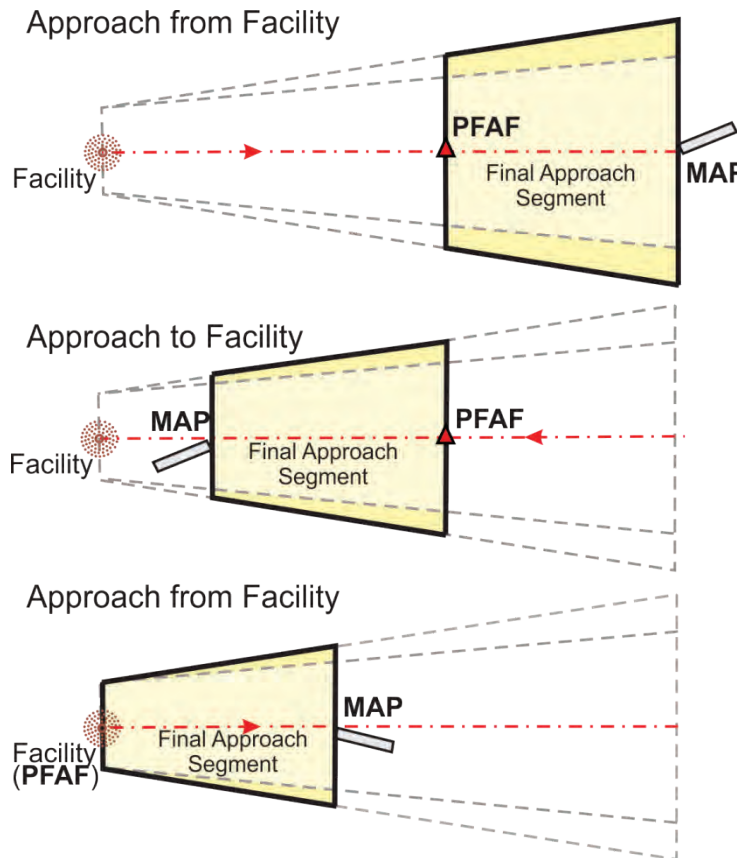 Approach from Facility
PFAF
Facility
Final Approach
Segment
MAP
Approach to Facility
MAP
PFAF
Facility
Final Approach
Segment
Approach from Facility
MAP
Facility
(PFAF)
Final Approach
Segment